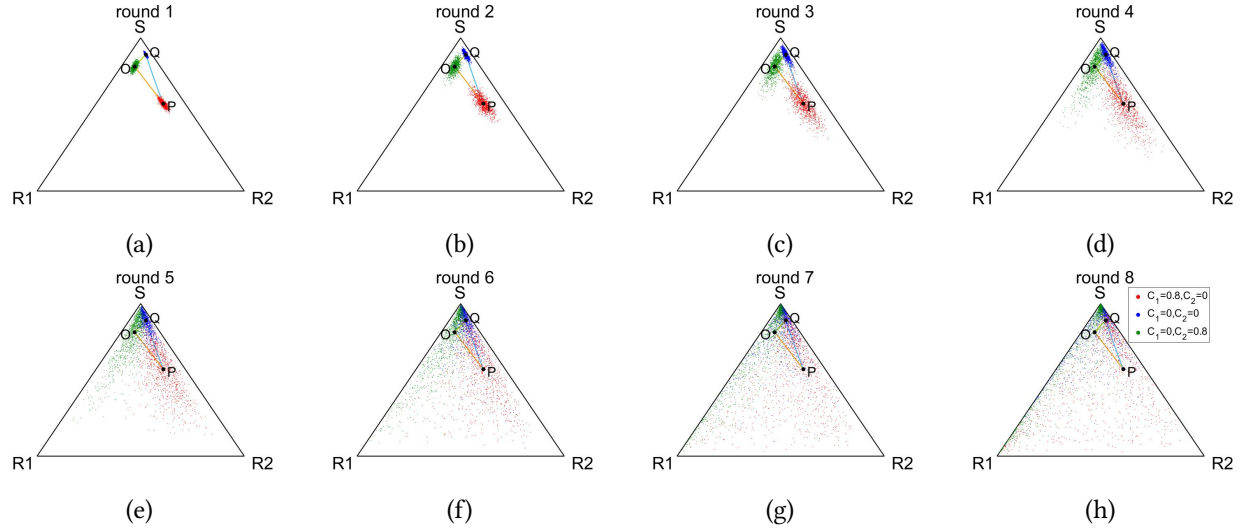 round 1
S
Q
O
P
R1
R2
(a)
round 2
S
Q
O
P
R1
R2
(b)
round 3
S
Q
O
P
R1
R2
(c)
round 4
S
Q
O
P
R1
R2
(d)
round 5
S
Q
O
P
R1
R2
(e)
round 6
S
Q
O
P
R1
R2
(f)
round 7
S
Q
O
P
R1
R2
(g)
round 8
S
C₁=0.8,C₂=0
C₁=0,C₂=0
C₁=0,C₂=0.8
Q
O
P
R1
R2
(h)